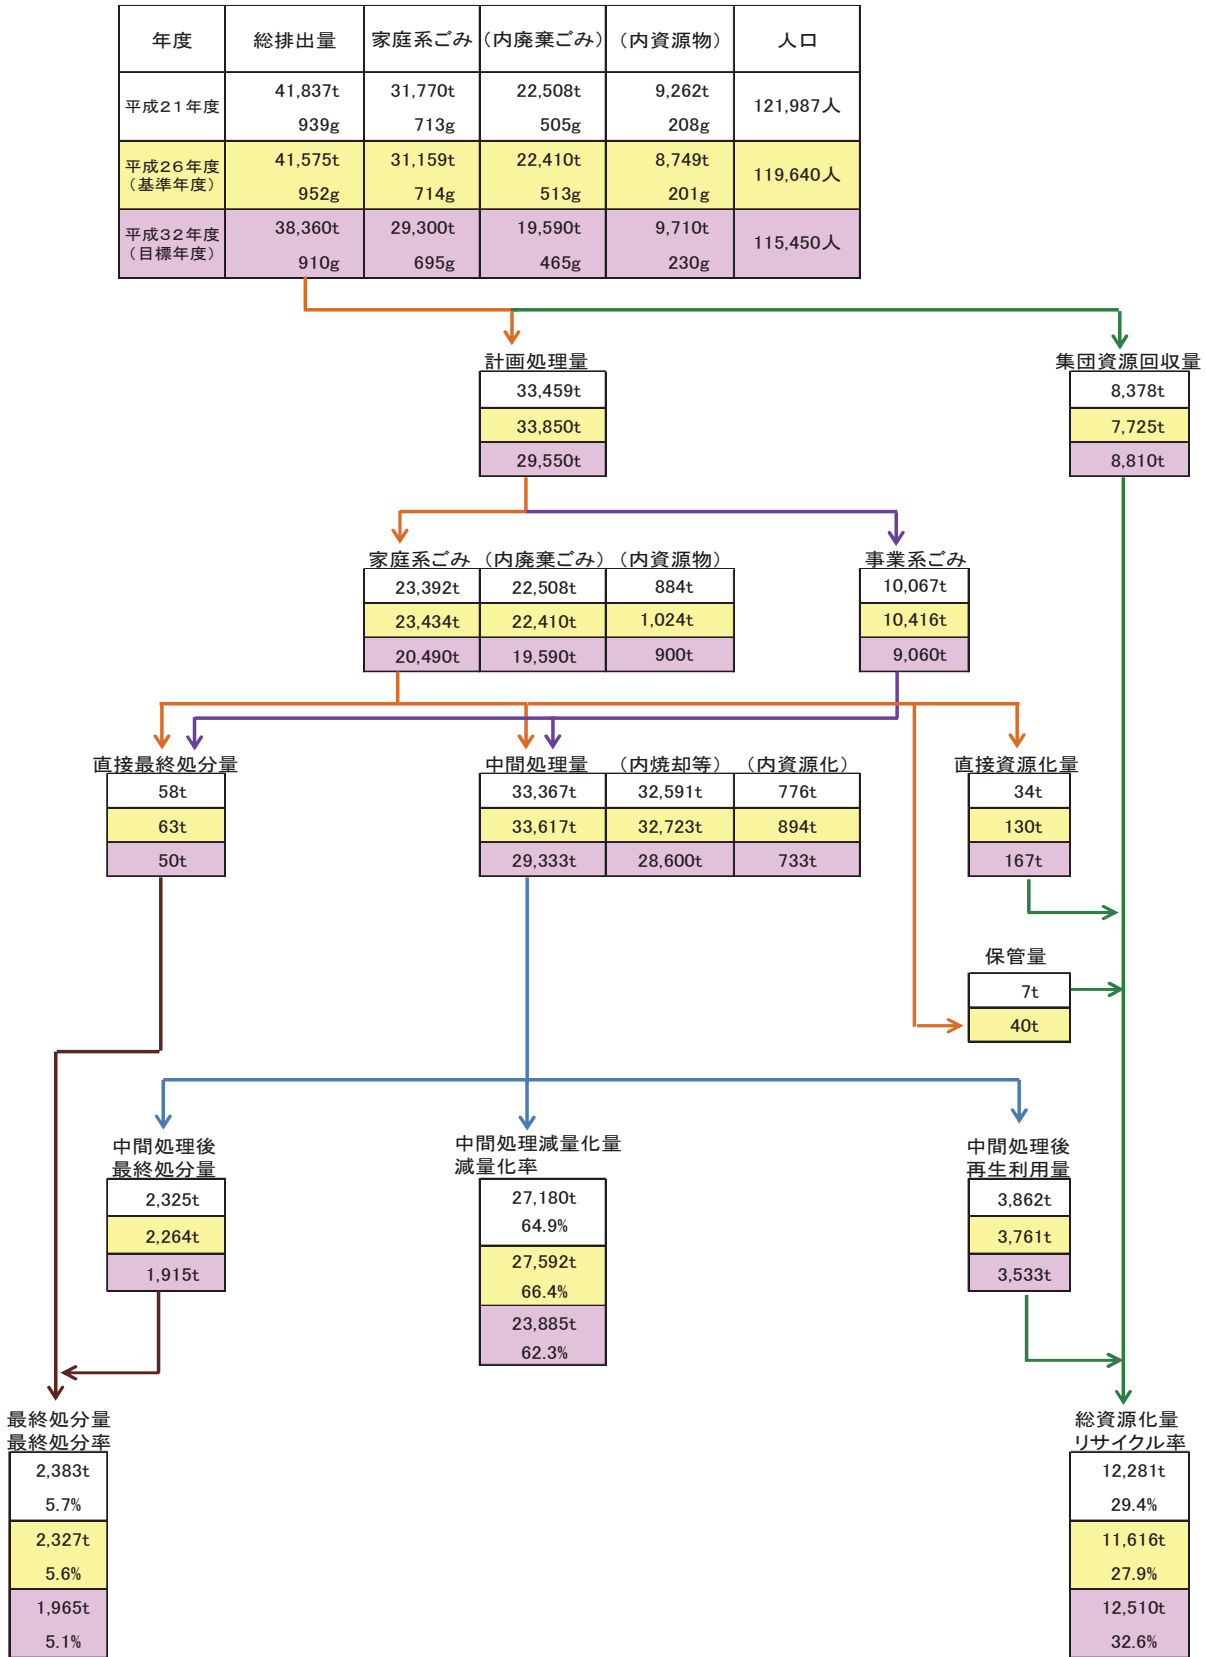 年度 総排出量 家庭系ごみ (内廃棄ごみ) (内資源物) 人口
平成21年度 41,837t 31,770t 22,508t 9,262t 121,987人
939g 713g 505g 208g
平成26年度 41,575t 31,159t 22,410t 8,749t 119,640人
(基準年度) 952g 714g 513g 201g
平成32年度 38,360t 29,300t 19,590t 9,710t 115,450人
(目標年度) 910g 695g 465g 230g
計画処理量 集団資源回収量
33,459t 8,378t
33,850t 7,725t
29,550t 8,810t
家庭系ごみ (内廃棄ごみ) (内資源物) 事業系ごみ
23,392t 22,508t 884t 10,067t
23,434t 22,410t 1,024t 10,416t
20,490t 19,590t 900t 9,060t
直接最終処分量 中間処理量 (内焼却等) (内資源化) 直接資源化量
58t 33,367t 32,591t 776t 34t
63t 33,617t 32,723t 894t 130t
50t 29,333t 28,600t 733t 167t
保管量
7t
40t
中間処理後 中間処理減量化量 中間処理後
最終処分量 減量化率 再生利用量
2,325t 27,180t 3,862t
64.9%
2,264t 27,592t 3,761t
66.4%
1,915t 23,885t 3,533t
62.3%
最終処分量 総資源化量
最終処分率 リサイクル率
2,383t 12,281t
5.7% 29.4%
2,327t 11,616t
5.6% 27.9%
1,965t 12,510t
5.1% 32.6%